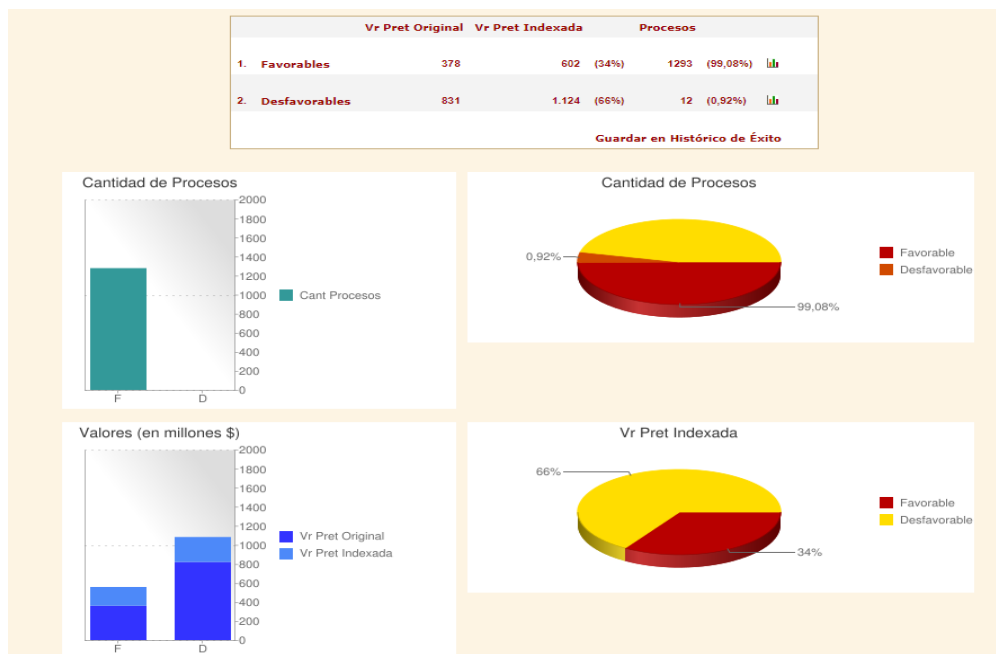 Vr Pret Original Vr Pret Indexada Procesos
1. Favorables 378 602 (34%) 1293 (99,08%)
2. Desfavorables 831 1.124 (66%) 12 (0,92%)
Guardar en Histórico de Éxito
Cantidad de Procesos
2000
1800
1600
1400
1200
1000
800
600
400
200
0
F D
Cant Procesos
Cantidad de Procesos
0,92%
99,08%
Favorable
Desfavorable
Valores (en millones $)
2000
1800
1600
1400
1200
1000
800
600
400
200
0
F D
Vr Pret Original
Vr Pret Indexada
Vr Pret Indexada
66%
34%
Favorable
Desfavorable